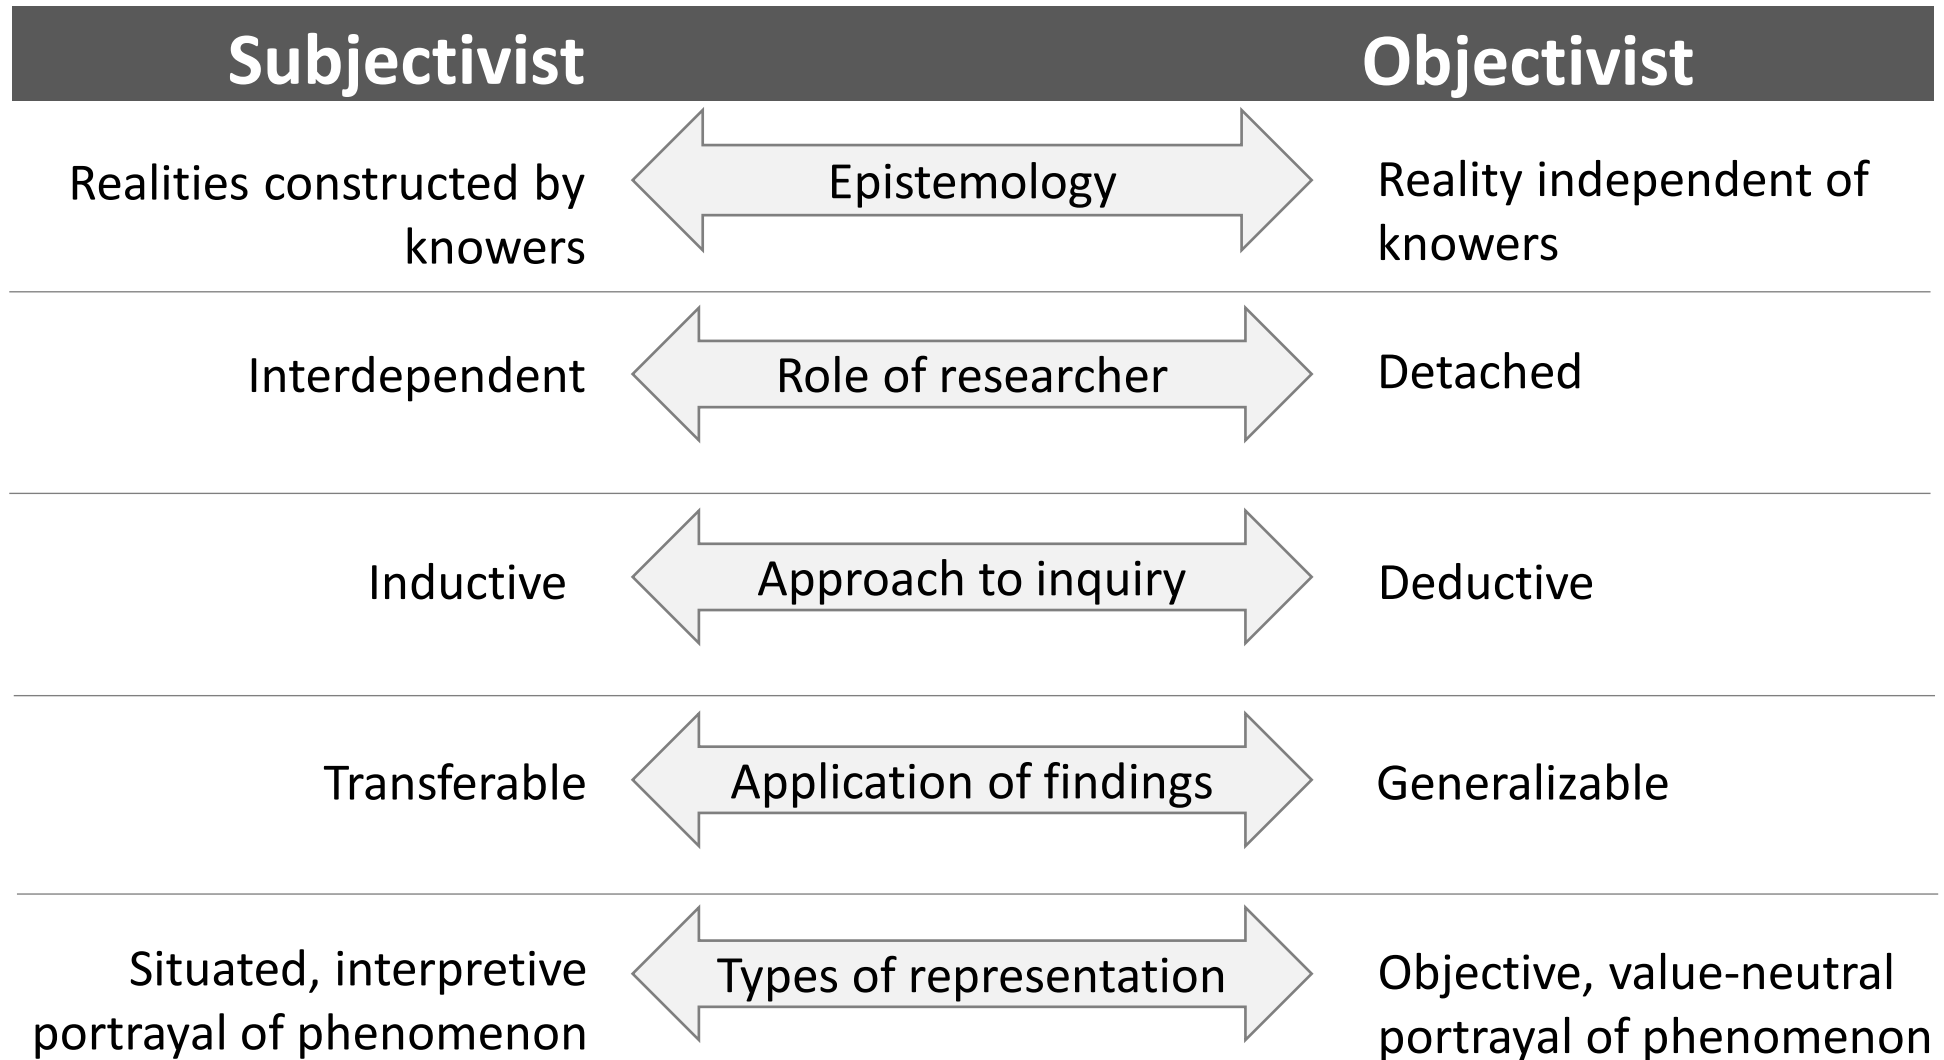 Subjectivist
Objectivist
Realities constructed by
knowers
Epistemology
Reality independent of
knowers
Interdependent
Role of researcher
Detached
Inductive
Approach to inquiry
Deductive
Transferable
Application of findings
Generalizable
Situated, interpretive
portrayal of phenomenon
Types of representation
Objective, value-neutral
portrayal of phenomenon